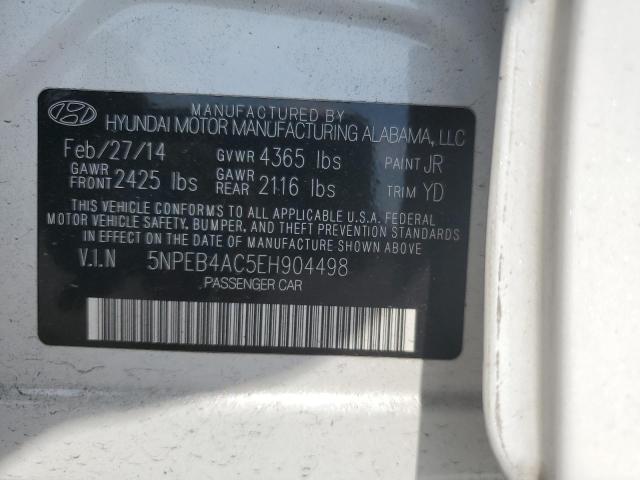 MANUFACTURED BY
HYUNDAI MOTOR MANUFACTURING ALABAMA, LLC
Feb/27/14 GVWR 4365 lbs PAINT JR
GAWR FRONT 2425 lbs GAWR REAR 2116 lbs TRIM YD
THIS VEHICLE CONFORMS TO ALL APPLICABLE U.S.A. FEDERAL
MOTOR VEHICLE SAFETY, BUMPER, AND THEFT PREVENTION STANDARDS
IN EFFECT ON THE DATE OF MANUFACTURE SHOWN ABOVE.
V.I.N 5NPEB4AC5EH904498
PASSENGER CAR